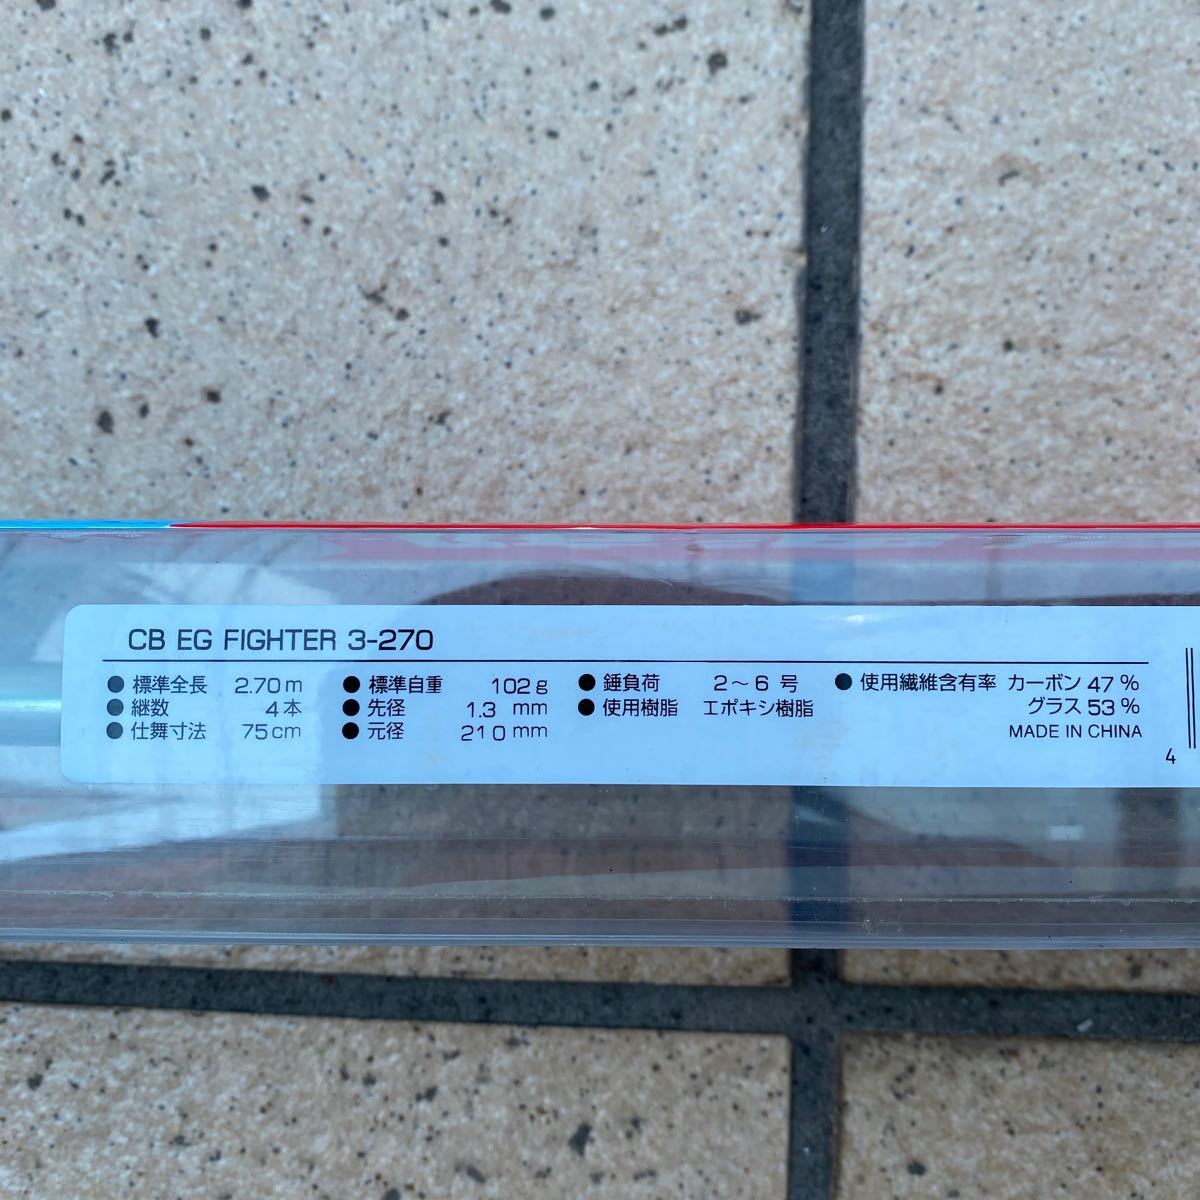 CB EG FIGHTER 3-270
● 標準全長 2.70m ● 標準自重 102g ● 錘負荷 2～6 号 ● 使用繊維含有率 カーボン 47 %
● 継数 4本 ● 先径 1.3 mm ● 使用樹脂 エポキシ樹脂 グラス 53 %
● 仕舞寸法 75cm ● 元径 21 0 mm MADE IN CHINA
4